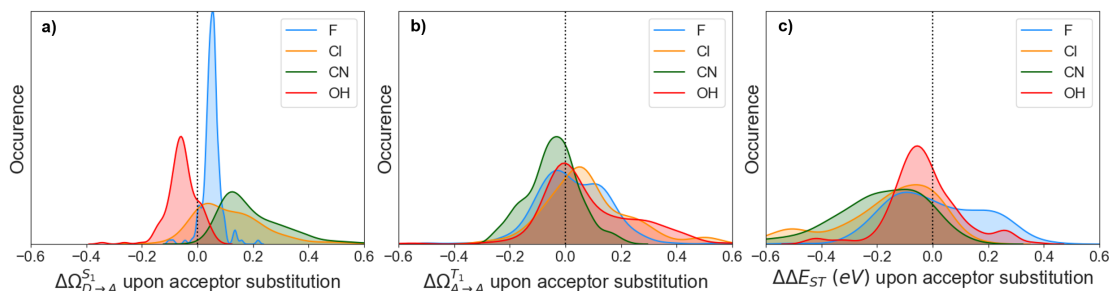 a)
F
Cl
CN
OH
Occurence
−0.6 −0.4 −0.2 0.0 0.2 0.4 0.6
ΔΩ^{S_1}_{D→A} upon acceptor substitution
b)
F
Cl
CN
OH
Occurence
−0.6 −0.4 −0.2 0.0 0.2 0.4 0.6
ΔΩ^{T_1}_{A→A} upon acceptor substitution
c)
F
Cl
CN
OH
Occurence
−0.6 −0.4 −0.2 0.0 0.2 0.4 0.6
ΔΔE_{ST} (eV) upon acceptor substitution